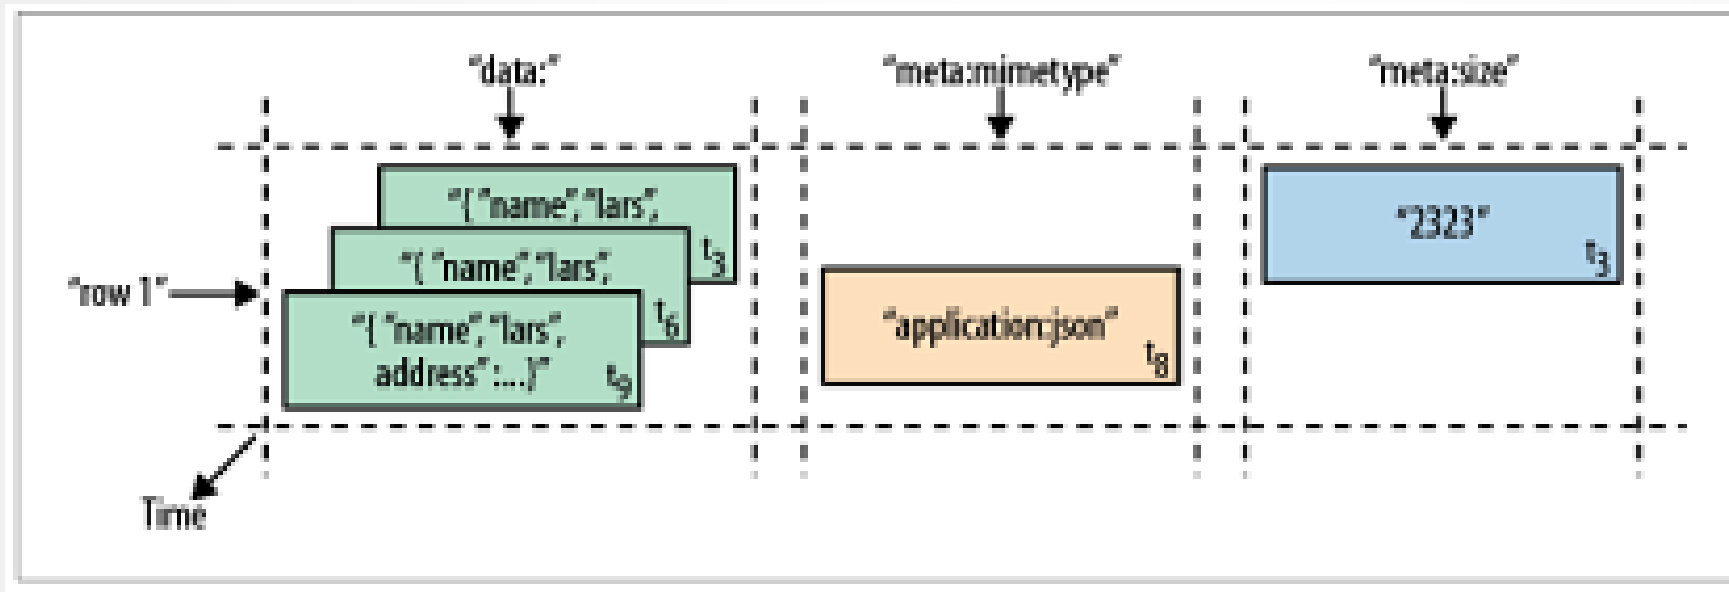 “data:”
“meta:mimetype”
“meta:size”
“row 1”
“{ “name”, “lars”,
t3
“{ “name”, “lars”,
t6
“{ “name”, “lars”,
address” :...}”
t9
“application:json”
t8
“2323”
t3
Time